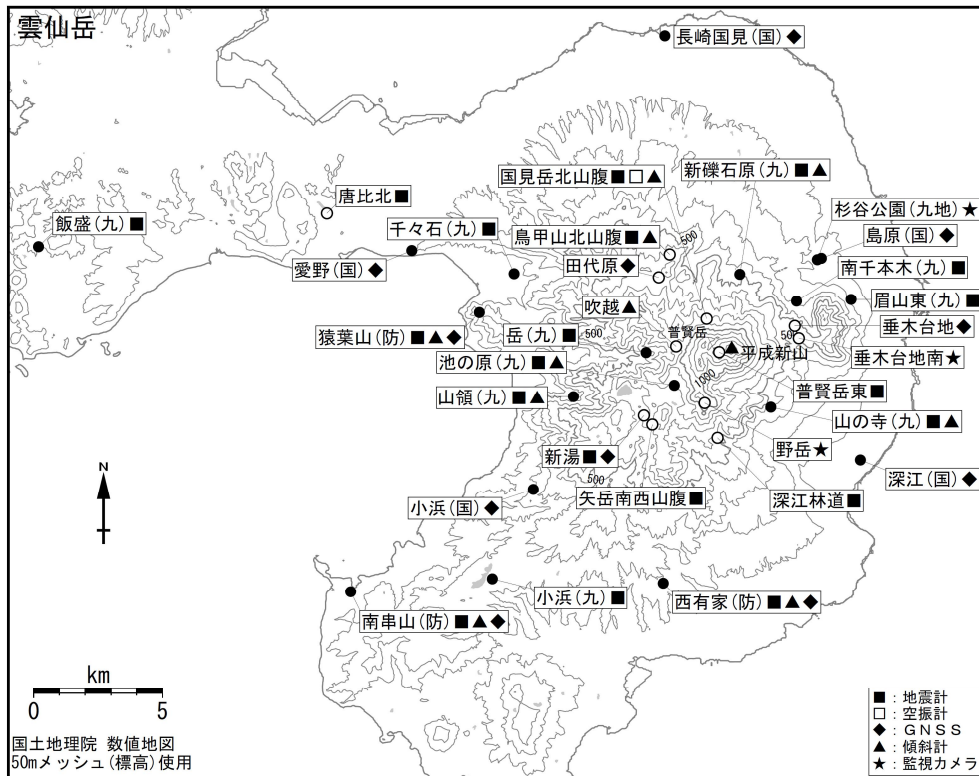 雲仙岳
長崎国見(国)◆
国見岳北山腹■□▲
新礫石原(九)■▲
唐比北■
杉谷公園(九地)★
飯盛(九)■
千々石(九)■
鳥甲山北山腹■▲
島原(国)◆
愛野(国)◆
田代原◆
南千本木(九)■
吹越▲
眉山東(九)■
猿葉山(防)■▲◆
岳(九)■
500
500
普賢岳
50
垂木台地◆
池の原(九)■▲
平成新山
垂木台地南★
1000
山領(九)■▲
普賢岳東■
山の寺(九)■▲
野岳★
新湯■◆
500
矢岳南西山腹■
深江林道■
深江(国)◆
小浜(国)◆
N
小浜(九)■
西有家(防)■▲◆
南串山(防)■▲◆
km
0 5
国土地理院 数値地図
50mメッシュ(標高)使用
■：地震計
□：空振計
◆：GNSS
▲：傾斜計
★：監視カメラ